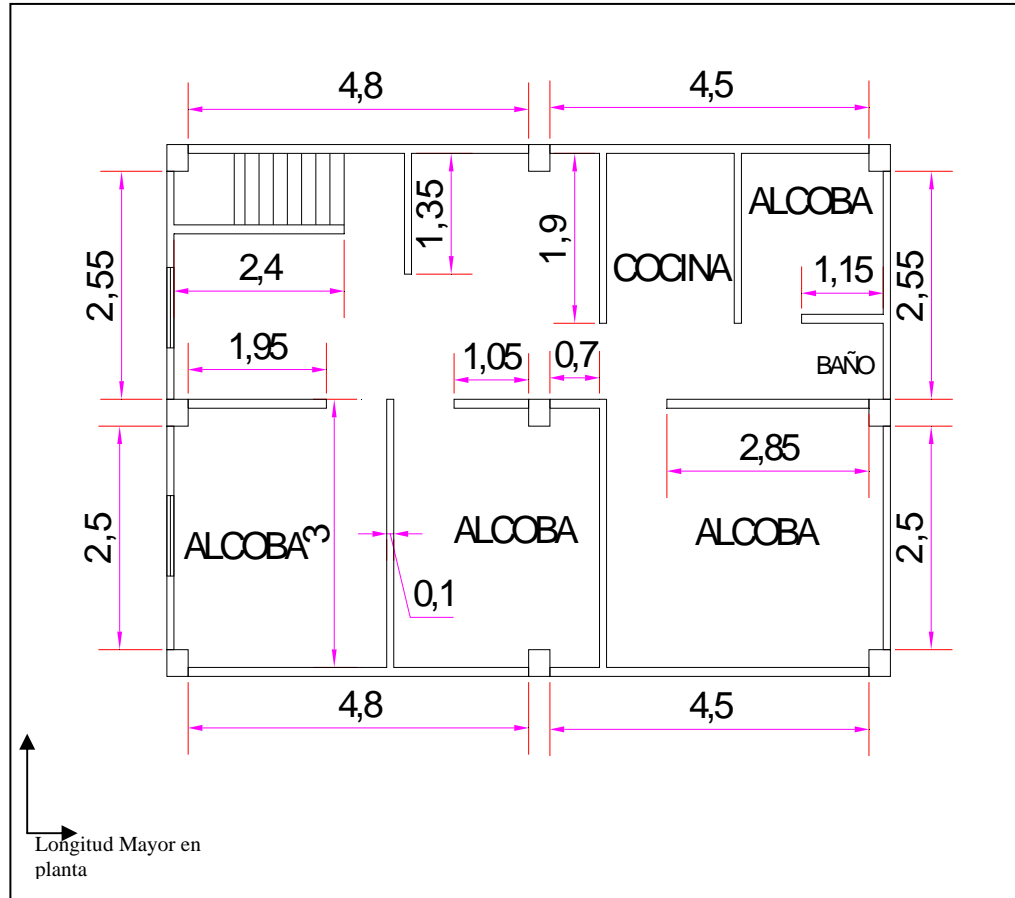 4,8
4,5
1,35
1,9
ALCOBA
COCINA
2,55
2,4
1,15
2,55
1,95
1,05
0,7
BAÑO
2,85
2,5
ALCOBA
3
ALCOBA
ALCOBA
2,5
0,1
4,8
4,5
Longitud Mayor en
planta